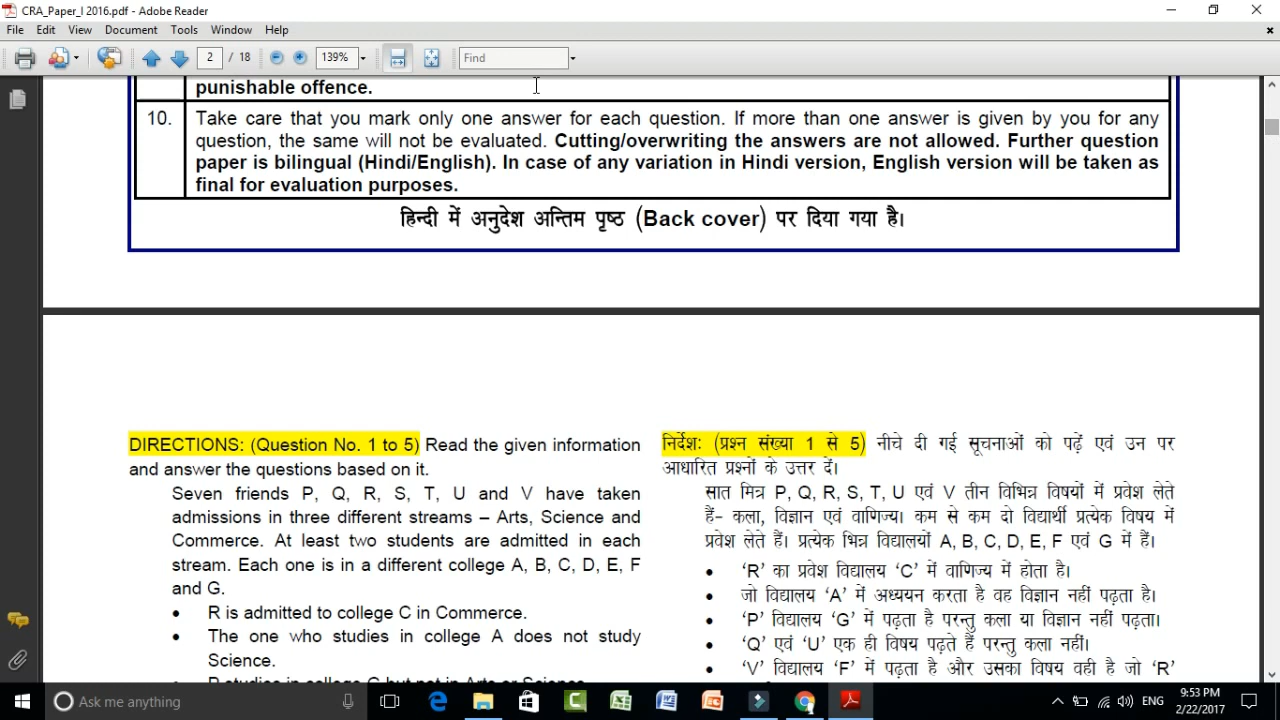 CRA_Paper_I 2016.pdf - Adobe Reader
File Edit View Document Tools Window Help
2 / 18 139% Find
punishable offence.
10. Take care that you mark only one answer for each question. If more than one answer is given by you for any
question, the same will not be evaluated. Cutting/overwriting the answers are not allowed. Further question
paper is bilingual (Hindi/English). In case of any variation in Hindi version, English version will be taken as
final for evaluation purposes.
हिन्दी में अनुदेश अन्तिम पृष्ठ (Back cover) पर दिया गया है।
DIRECTIONS: (Question No. 1 to 5) Read the given information
and answer the questions based on it.
Seven friends P, Q, R, S, T, U and V have taken
admissions in three different streams – Arts, Science and
Commerce. At least two students are admitted in each
stream. Each one is in a different college A, B, C, D, E, F
and G.
• R is admitted to college C in Commerce.
• The one who studies in college A does not study
Science.
P studies in college G but not in Arts or Science.
निर्देशः (प्रश्न संख्या 1 से 5) नीचे दी गई सूचनाओं को पढ़ें एवं उन पर
आधारित प्रश्नों के उत्तर दें।
सात मित्र P, Q, R, S, T, U एवं V तीन विभिन्न विषयों में प्रवेश लेते
हैं- कला, विज्ञान एवं वाणिज्य। कम से कम दो विद्यार्थी प्रत्येक विषय में
प्रवेश लेते हैं। प्रत्येक भिन्न विद्यालयों A, B, C, D, E, F एवं G में हैं।
• 'R' का प्रवेश विद्यालय 'C' में वाणिज्य में होता है।
• जो विद्यालय 'A' में अध्ययन करता है वह विज्ञान नहीं पढ़ता है।
• 'P' विद्यालय 'G' में पढ़ता है परन्तु कला या विज्ञान नहीं पढ़ता।
• 'Q' एवं 'U' एक ही विषय पढ़ते हैं परन्तु कला नहीं।
• 'V' विद्यालय 'F' में पढ़ता है और उसका विषय वही है जो 'R'
Ask me anything
ENG
9:53 PM
2/22/2017